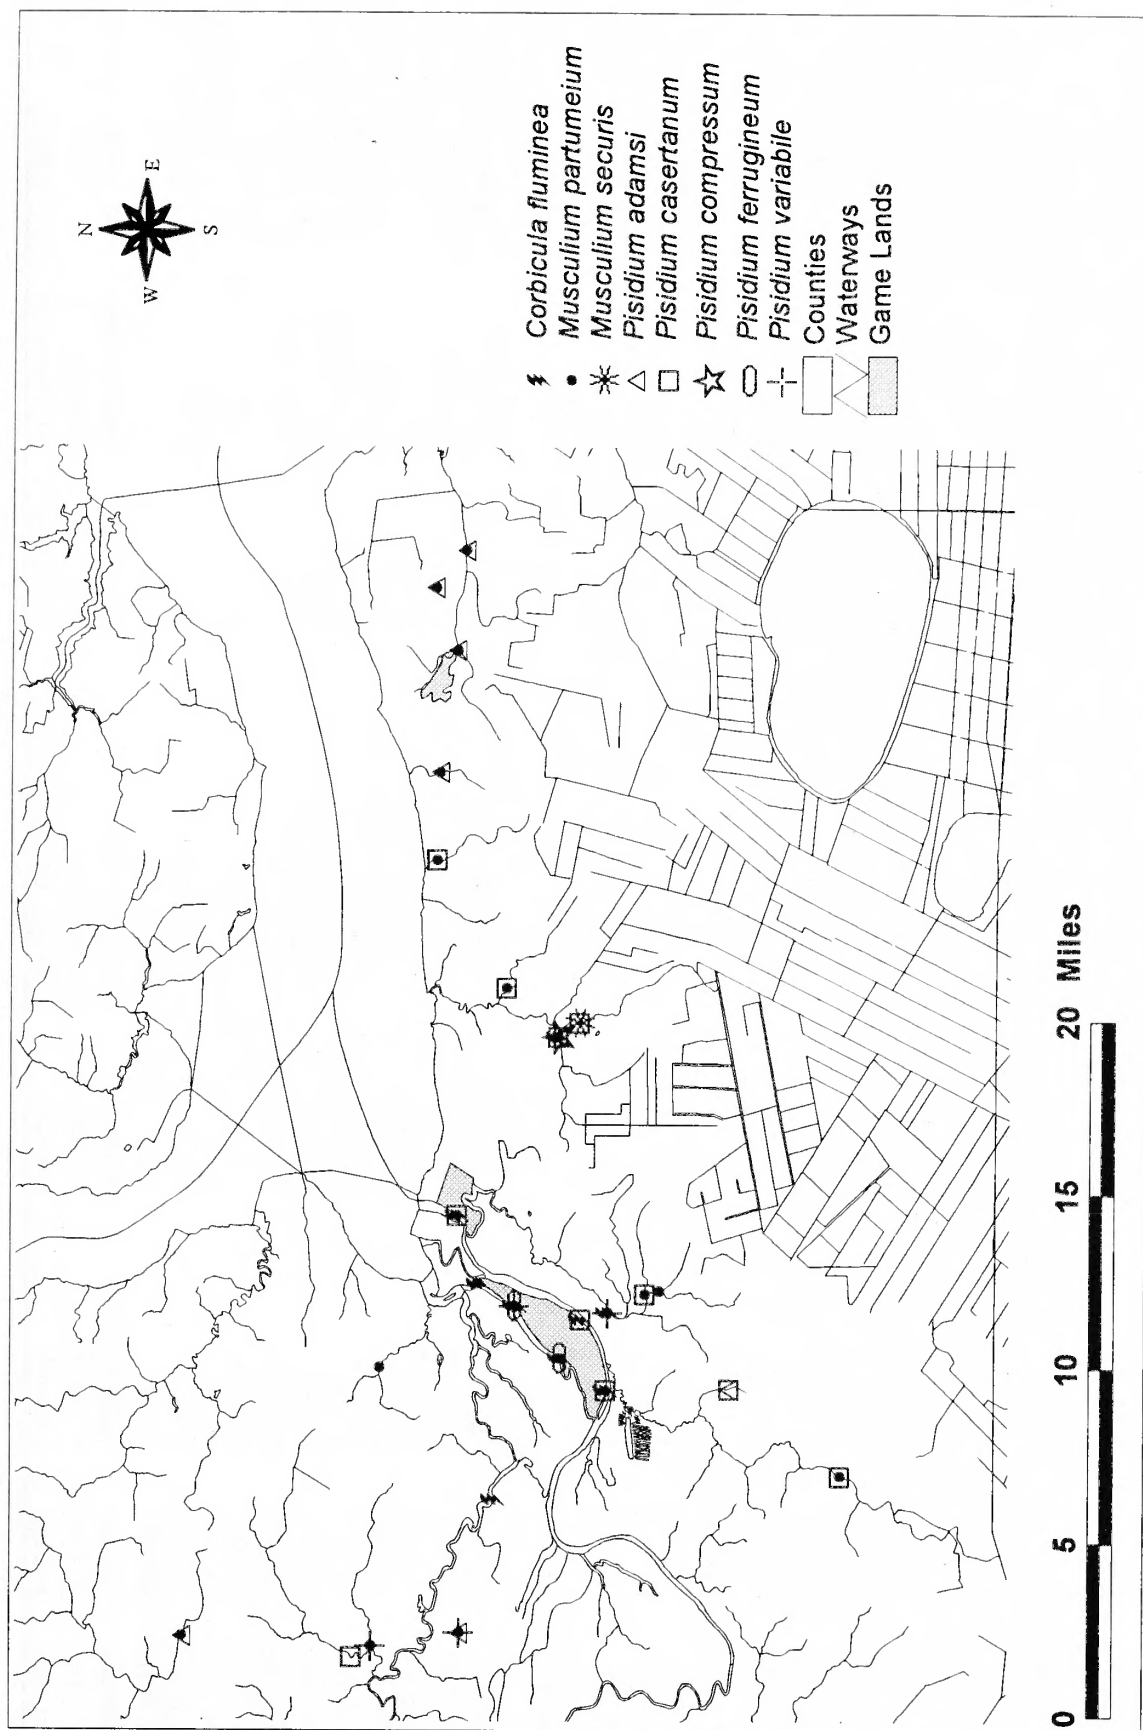 N
W E
S
Corbicula fluminea
Musculium partumeium
Musculium securis
Pisidium adamsi
Pisidium casertanum
Pisidium compressum
Pisidium ferrugineum
Pisidium variabile
Counties
Waterways
Game Lands
0 5 10 15 20 Miles